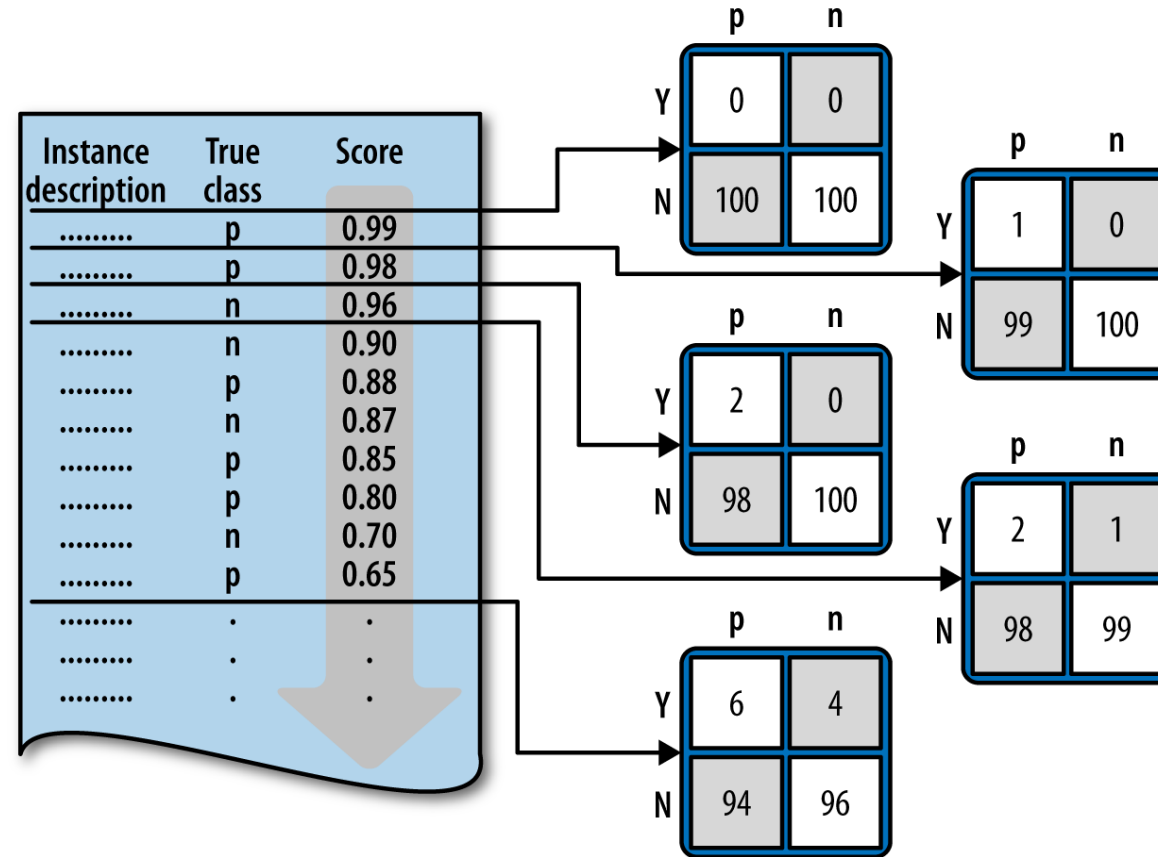 Instance True Score
description class
......... p 0.99
......... p 0.98
......... n 0.96
......... n 0.90
......... p 0.88
......... n 0.87
......... p 0.85
......... p 0.80
......... n 0.70
......... p 0.65
......... . .
......... . .
......... . .
p n
Y 0 0
N 100 100
p n
Y 1 0
N 99 100
p n
Y 2 0
N 98 100
p n
Y 2 1
N 98 99
p n
Y 6 4
N 94 96